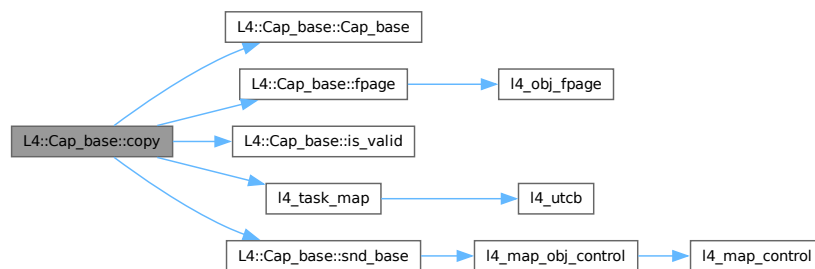 L4::Cap_base::Cap_base
L4::Cap_base::fpage
l4_obj_fpage
L4::Cap_base::copy
L4::Cap_base::is_valid
l4_task_map
l4_utcb
L4::Cap_base::snd_base
l4_map_obj_control
l4_map_control